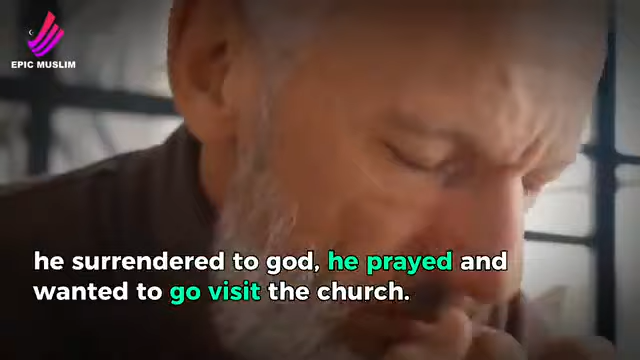 EPIC MUSLIM
he surrendered to god, he prayed and
wanted to go visit the church.